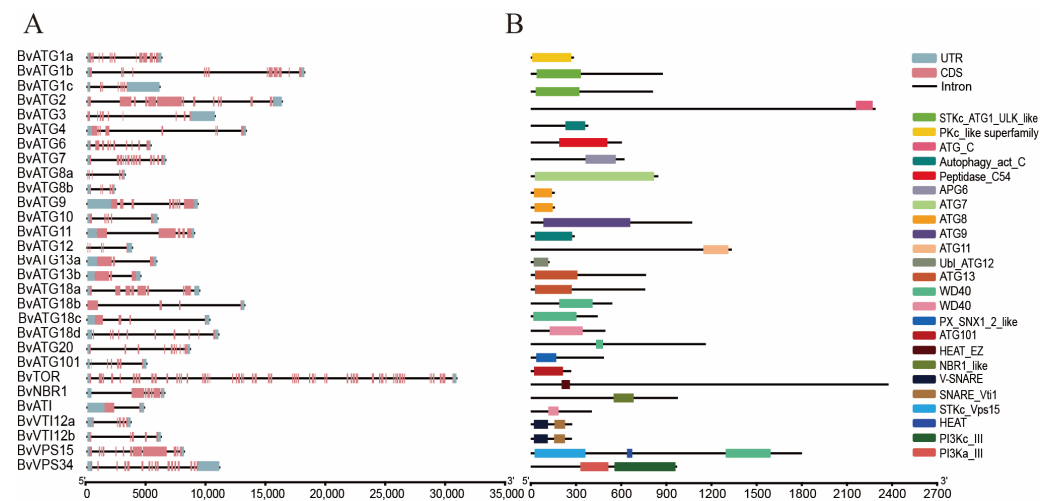 A
B
BvATG1a
BvATG1b
BvATG1c
BvATG2
BvATG3
BvATG4
BvATG6
BvATG7
BvATG8a
BvATG8b
BvATG9
BvATG10
BvATG11
BvATG12
BvATG13a
BvATG13b
BvATG18a
BvATG18b
BvATG18c
BvATG18d
BvATG20
BvATG101
BvTOR
BvNBR1
BvATI
BvVTI12a
BvVTI12b
BvVPS15
BvVPS34
5' 3'
0 5000 10,000 15,000 20,000 25,000 30,000 35,000
5' 3'
0 300 600 900 1200 1500 1800 2100 2400 2700
UTR
CDS
Intron
STKc_ATG1_ULK_like
PKc_like superfamily
ATG_C
Autophagy_act_C
Peptidase_C54
APG6
ATG7
ATG8
ATG9
ATG11
Ubl_ATG12
ATG13
WD40
WD40
PX_SNX1_2_like
ATG101
HEAT_EZ
NBR1_like
V-SNARE
SNARE_Vti1
STKc_Vps15
HEAT
PI3Kc_III
PI3Ka_III